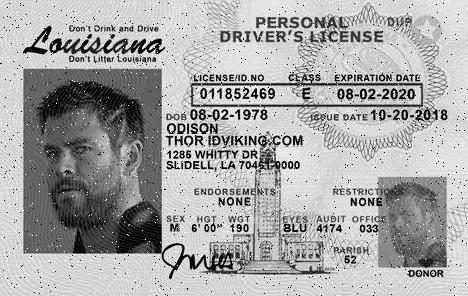 Don't Drink and Drive
Louisiana
Don't Litter Louisiana
PERSONAL
DRIVER'S LICENSE
DUP
LICENSE/ID.NO CLASS EXPIRATION DATE
011852469 E 08-02-2020
DOB 08-02-1978 ISSUE DATE 10-20-2018
ODISON
THOR IDVIKING.COM
1285 WHITTY DR
SLIDELL, LA 70461-0000
ENDORSEMENTS RESTRICTIONS
NONE NONE
SEX HGT WGT EYES AUDIT OFFICE
M 6' 00" 190 BLU 4174 033
PARISH
52
DONOR